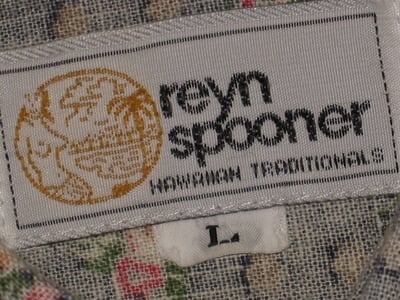 reyn
spooner
HAWAIIAN TRADITIONALS
L